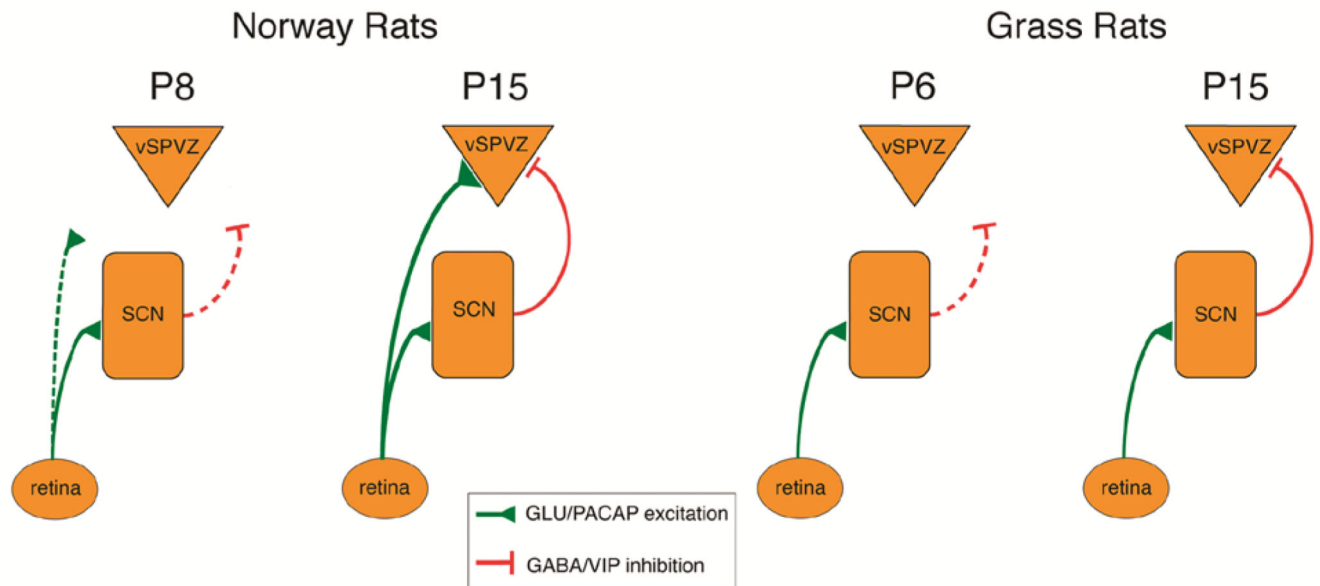 Norway Rats
Grass Rats
P8
P15
P6
P15
vSPVZ
vSPVZ
vSPVZ
vSPVZ
SCN
SCN
SCN
SCN
retina
retina
retina
retina
GLU/PACAP excitation
GABA/VIP inhibition